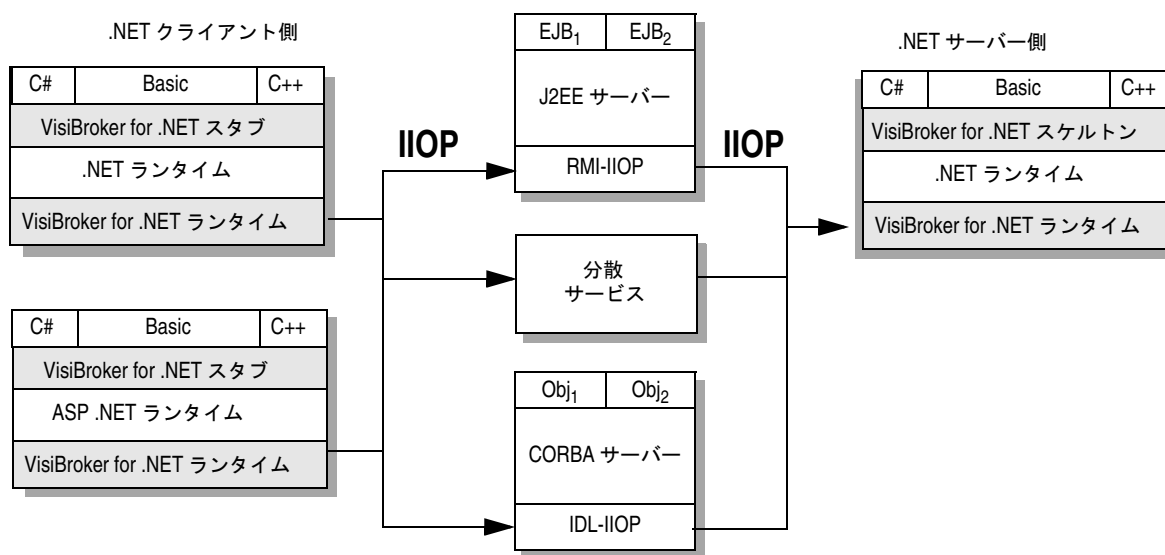 .NET クライアント側
C# Basic C++
VisiBroker for .NET スタブ
.NET ランタイム
VisiBroker for .NET ランタイム
C# Basic C++
VisiBroker for .NET スタブ
ASP .NET ランタイム
VisiBroker for .NET ランタイム
IIOP
EJB1 EJB2
J2EE サーバー
RMI-IIOP
分散
サービス
Obj1 Obj2
CORBA サーバー
IDL-IIOP
IIOP
.NET サーバー側
C# Basic C++
VisiBroker for .NET スケルトン
.NET ランタイム
VisiBroker for .NET ランタイム